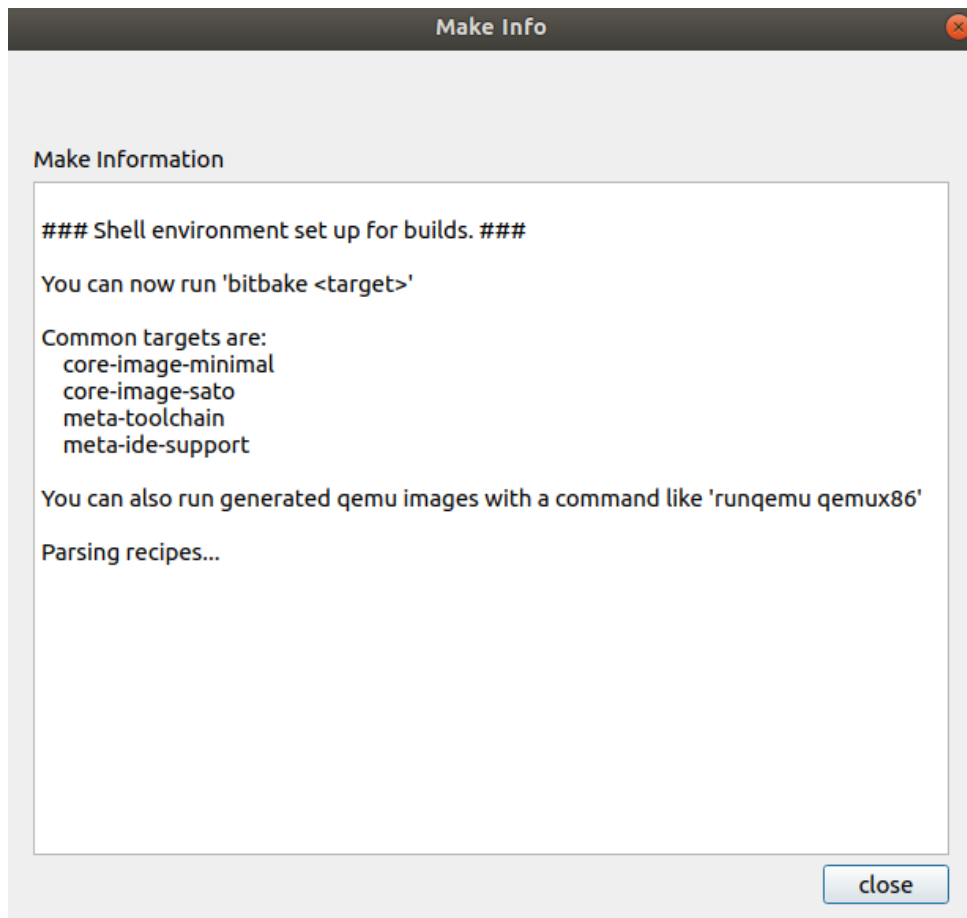 Make Info
Make Information
### Shell environment set up for builds. ###
You can now run 'bitbake <target>'
Common targets are:
core-image-minimal
core-image-sato
meta-toolchain
meta-ide-support
You can also run generated qemu images with a command like 'runqemu qemux86'
Parsing recipes...
close